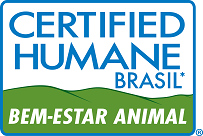 CERTIFIED
HUMANE
BRASIL*
BEM-ESTAR ANIMAL
®